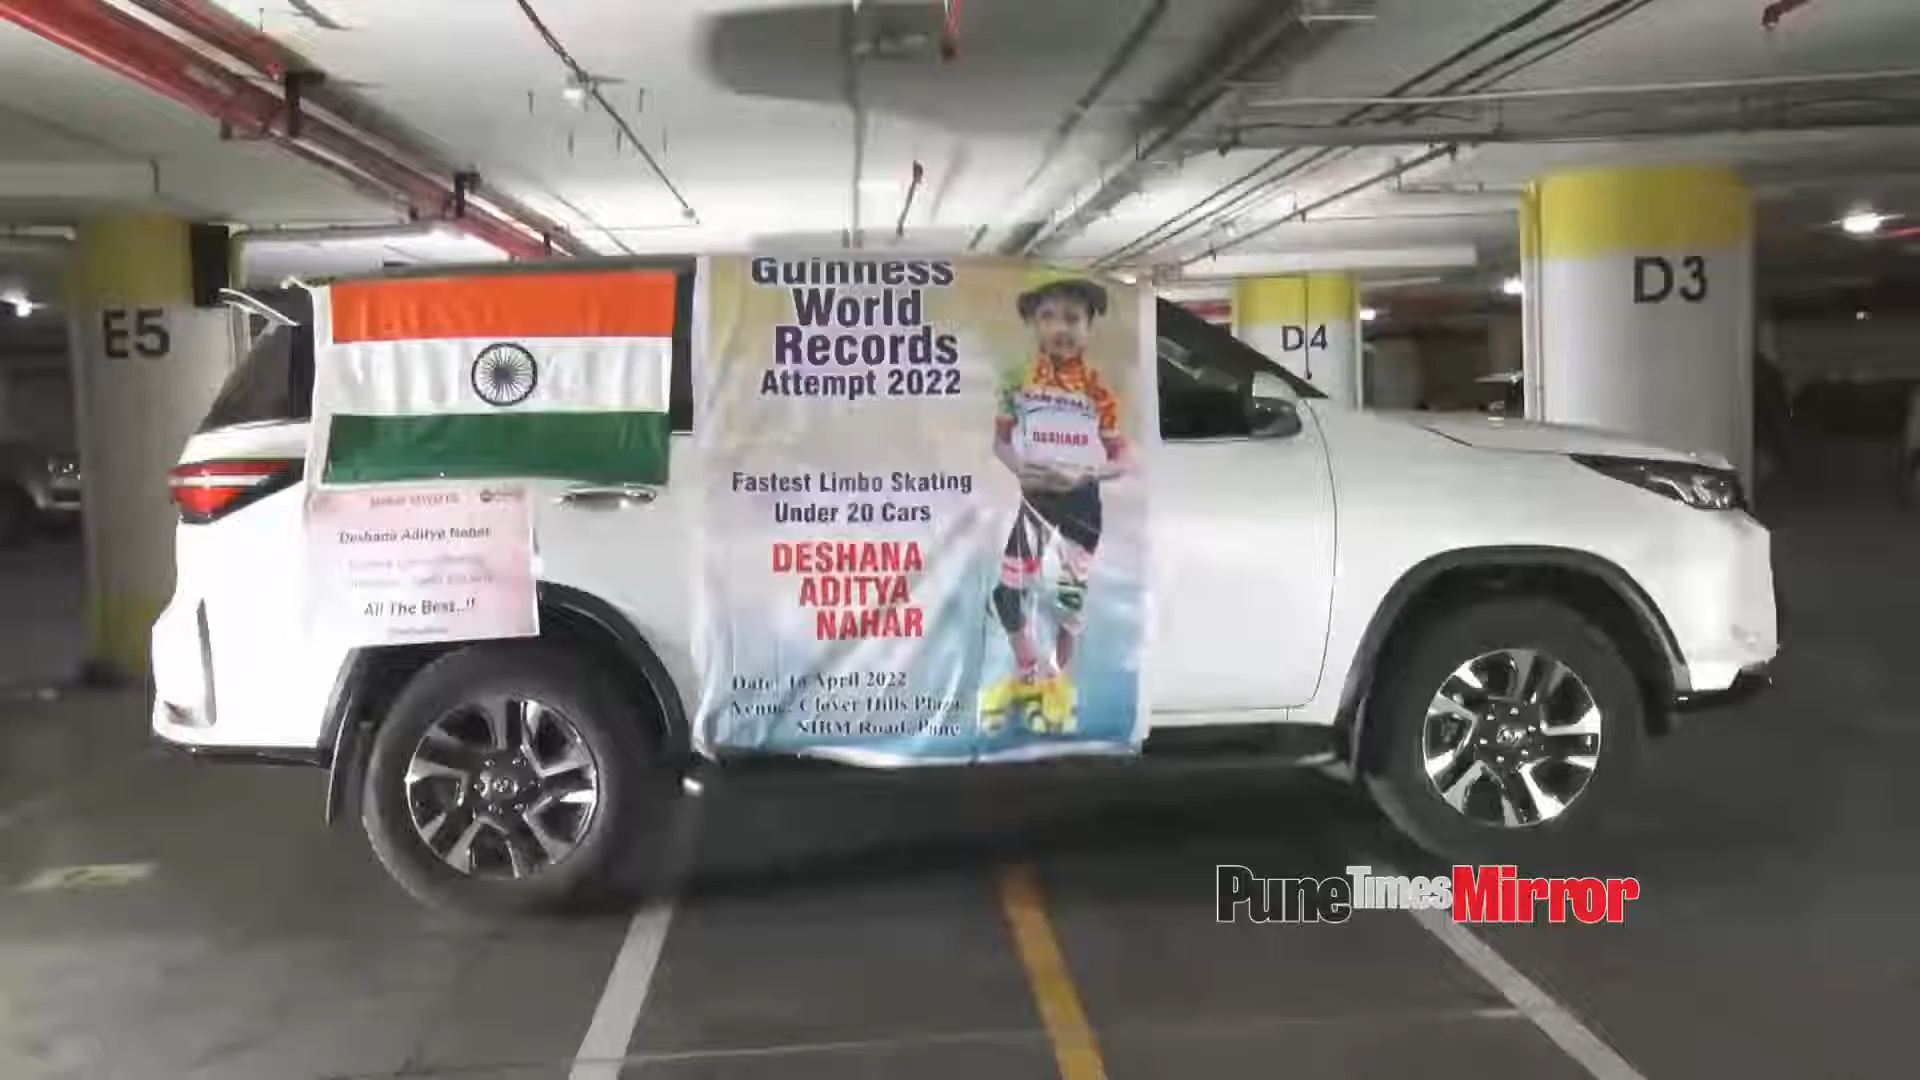 E5
D3
D4
Guinness
World
Records
Attempt 2022
Fastest Limbo Skating
Under 20 Cars
DESHANA
ADITYA
NAHAR
Date: 16 April 2022
Venue: Clover Hills Plaza,
NIBM Road, Pune
DESHANA
Deshana Aditya Nahar
All The Best..!!
PuneTimesMirror